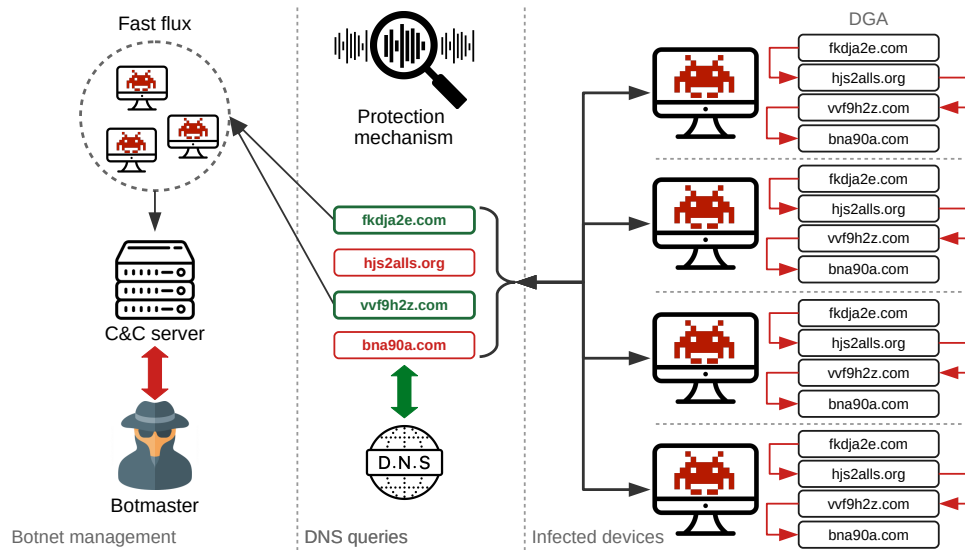 Fast flux
C&C server
Botmaster
Botnet management
Protection
mechanism
fkdja2e.com
hjs2alls.org
vvf9h2z.com
bna90a.com
D.N.S
DNS queries
DGA
fkdja2e.com
hjs2alls.org
vvf9h2z.com
bna90a.com
fkdja2e.com
hjs2alls.org
vvf9h2z.com
bna90a.com
fkdja2e.com
hjs2alls.org
vvf9h2z.com
bna90a.com
fkdja2e.com
hjs2alls.org
vvf9h2z.com
bna90a.com
Infected devices